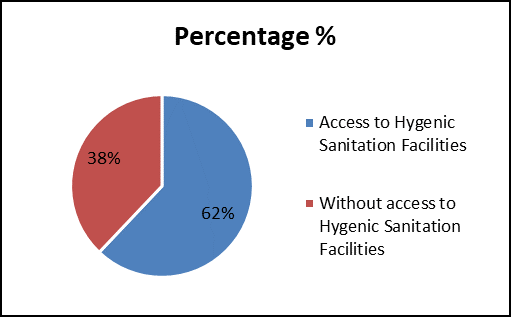 Percentage %
38%
62%
Access to Hygenic
Sanitation Facilities
Without access to
Hygenic Sanitation
Facilities